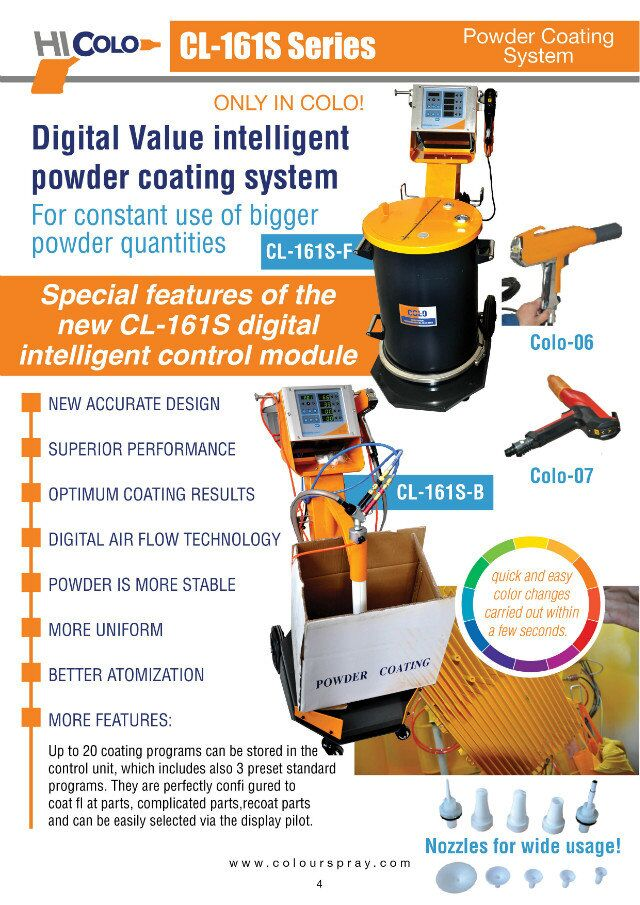 HICOLO
CL-161S Series
Powder Coating
System
ONLY IN COLO!
Digital Value intelligent
powder coating system
For constant use of bigger
powder quantities
CL-161S-F
Special features of the
new CL-161S digital
intelligent control module
COLO
Colo-06
Colo-07
NEW ACCURATE DESIGN
SUPERIOR PERFORMANCE
OPTIMUM COATING RESULTS
DIGITAL AIR FLOW TECHNOLOGY
POWDER IS MORE STABLE
MORE UNIFORM
BETTER ATOMIZATION
MORE FEATURES:
CL-161S-B
POWDER COATING
quick and easy
color changes
carried out within
a few seconds.
Up to 20 coating programs can be stored in the
control unit, which includes also 3 preset standard
programs. They are perfectly confi gured to
coat fl at parts, complicated parts,recoat parts
and can be easily selected via the display pilot.
Nozzles for wide usage!
www.colourspray.com
4